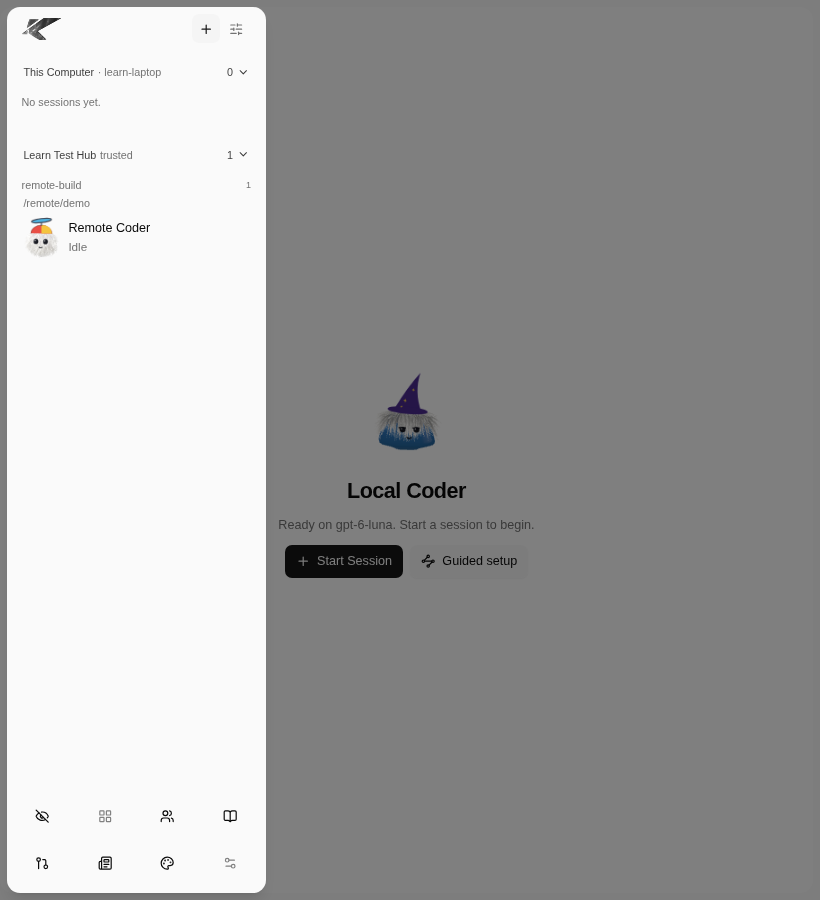 This Computer · learn-laptop 0
No sessions yet.
Learn Test Hub trusted 1
remote-build 1
/remote/demo
Remote Coder
Idle
Local Coder
Ready on gpt-6-luna. Start a session to begin.
Start Session Guided setup